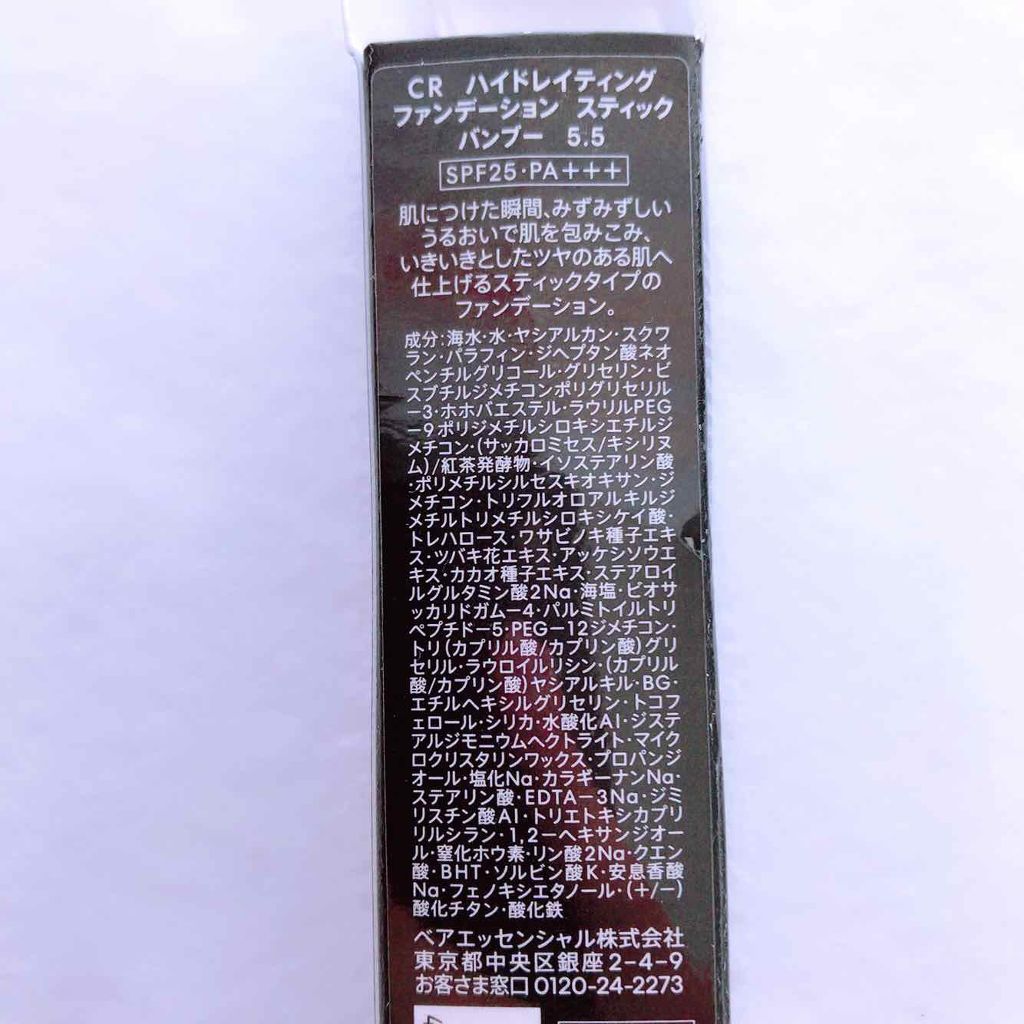 CR ハイドレイティング
ファンデーション スティック
バンブー 5.5
SPF25・PA+++
肌につけた瞬間、みずみずしい
うるおいで肌を包みこみ、
いきいきとしたツヤのある肌へ
仕上げるスティックタイプの
ファンデーション。
成分:海水・水・ヤシアルカン・スクワ
ラン・パラフィン・ジヘプタン酸ネオ
ペンチルグリコール・グリセリン・ビ
スブチルジメチコンポリグリセリル
-3・ホホバエステル・ラウリルPEG
-9ポリジメチルシロキシエチルジ
メチコン・(サッカロミセス/キシリヌ
ム)/紅茶発酵物・イソステアリン酸
・ポリメチルシルセスキオキサン・ジ
メチコン・トリフルオロアルキルジ
メチルトリメチルシロキシケイ酸・
トレハロース・ワサビノキ種子エキ
ス・ツバキ花エキス・アッケシソウエ
キス・カカオ種子エキス・ステアロイ
ルグルタミン酸2Na・海塩・ビオサ
ッカリドガム-4・パルミトイルトリ
ペプチド-5・PEG-12ジメチコン・
トリ(カプリル酸/カプリン酸)グリ
セリル・ラウロイルリシン・(カプリル
酸/カプリン酸)ヤシアルキル・BG・
エチルヘキシルグリセリン・トコフ
ェロール・シリカ・水酸化Al・ジステ
アルジモニウムヘクトライト・マイク
ロクリスタリンワックス・プロパンジ
オール・塩化Na・カラギーナンNa・
ステアリン酸・EDTA-3Na・ジミ
リスチン酸Al・トリエトキシカプリ
リルシラン・1,2-ヘキサンジオー
ル・窒化ホウ素・リン酸2Na・クエン
酸・BHT・ソルビン酸K・安息香酸
Na・フェノキシエタノール・(+/-)
酸化チタン・酸化鉄
ベアエッセンシャル株式会社
東京都中央区銀座2-4-9
お客さま窓口0120-24-2273